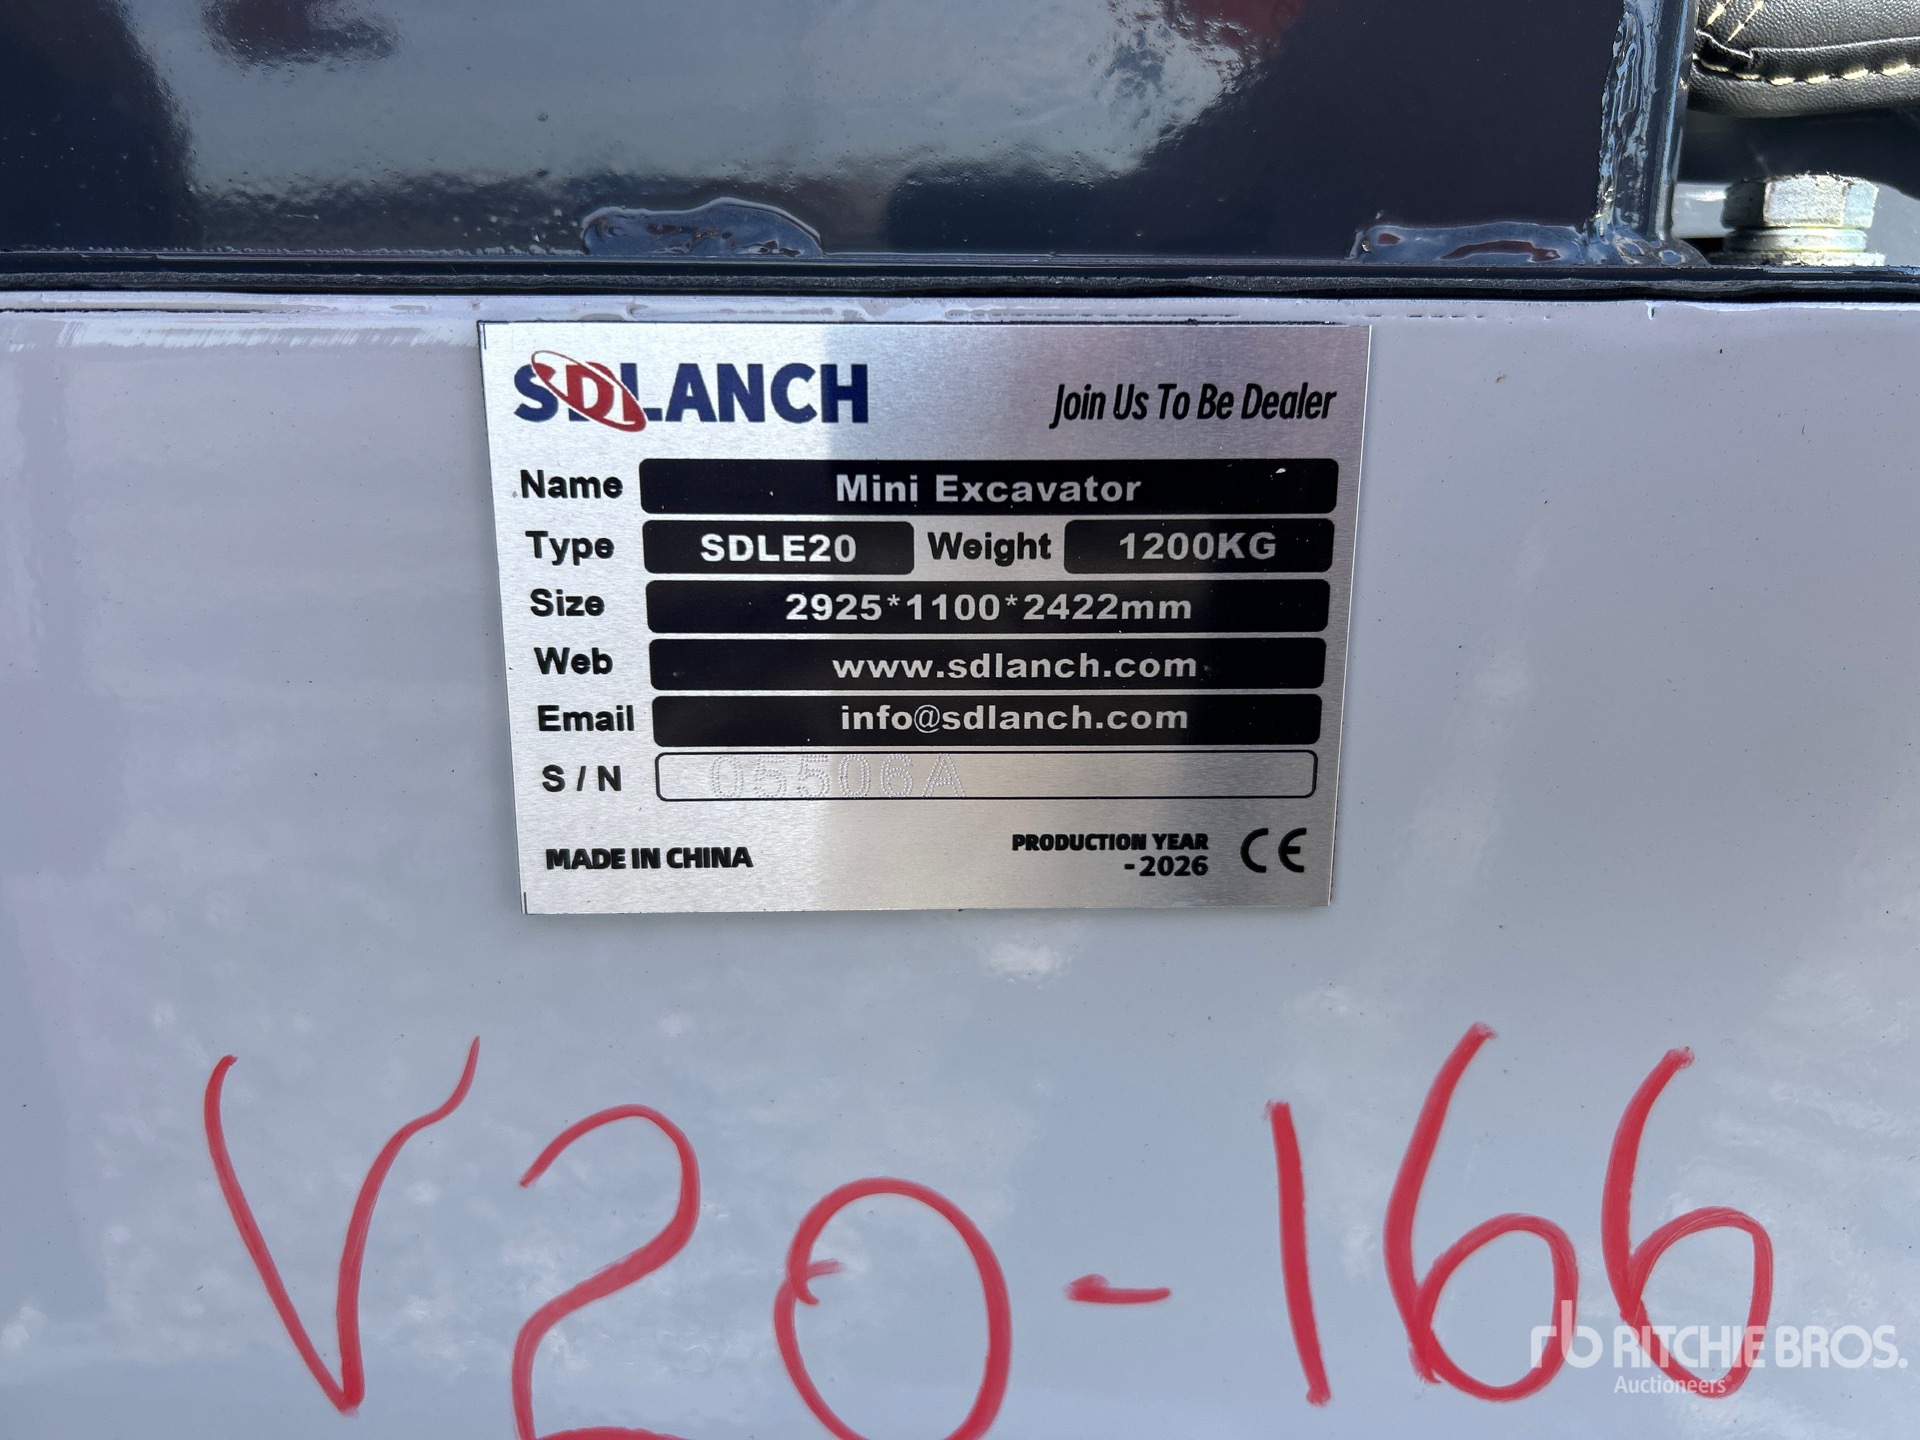 SDLANCH
Join Us To Be Dealer
Name Mini Excavator
Type SDLE20 Weight 1200KG
Size 2925*1100*2422mm
Web www.sdlanch.com
Email info@sdlanch.com
S/N 05506A
MADE IN CHINA
PRODUCTION YEAR
-2026
CE
V20-166
rb RITCHIE BROS.
Auctioneers